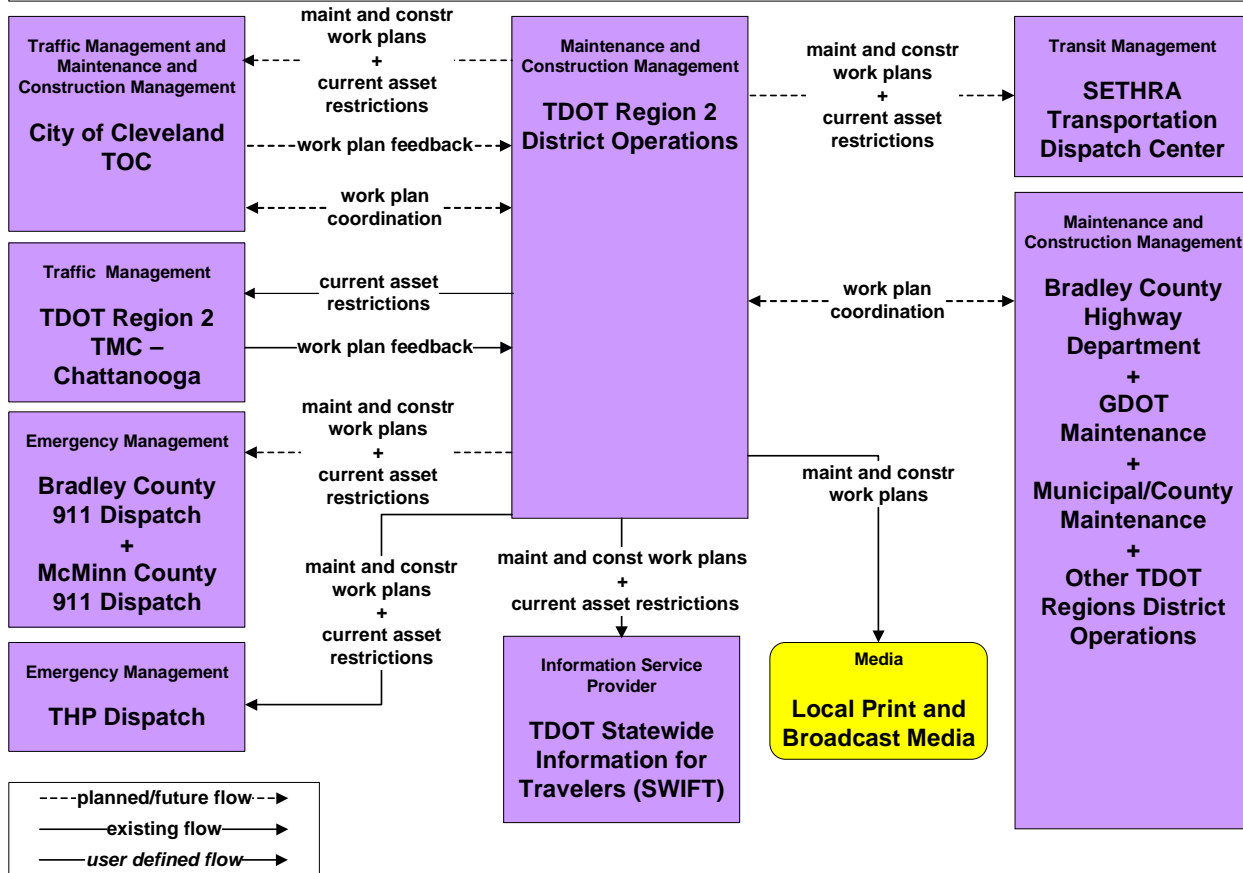 Traffic Management and
Maintenance and
Construction Management
City of Cleveland
TOC
maint and constr
work plans
+
current asset
restrictions
work plan feedback
work plan
coordination
Maintenance and
Construction Management
TDOT Region 2
District Operations
maint and constr
work plans
+
current asset
restrictions
Transit Management
SETHRA
Transportation
Dispatch Center
Traffic Management
TDOT Region 2
TMC –
Chattanooga
current asset
restrictions
work plan feedback
work plan
coordination
Maintenance and
Construction Management
Bradley County
Highway
Department
+
GDOT
Maintenance
+
Municipal/County
Maintenance
+
Other TDOT
Regions District
Operations
Emergency Management
Bradley County
911 Dispatch
+
McMinn County
911 Dispatch
maint and constr
work plans
+
current asset
restrictions
maint and constr
work plans
Emergency Management
THP Dispatch
maint and constr
work plans
+
current asset
restrictions
maint and const work plans
+
current asset restrictions
Information Service
Provider
TDOT Statewide
Information for
Travelers (SWIFT)
Media
Local Print and
Broadcast Media
planned/future flow
existing flow
user defined flow